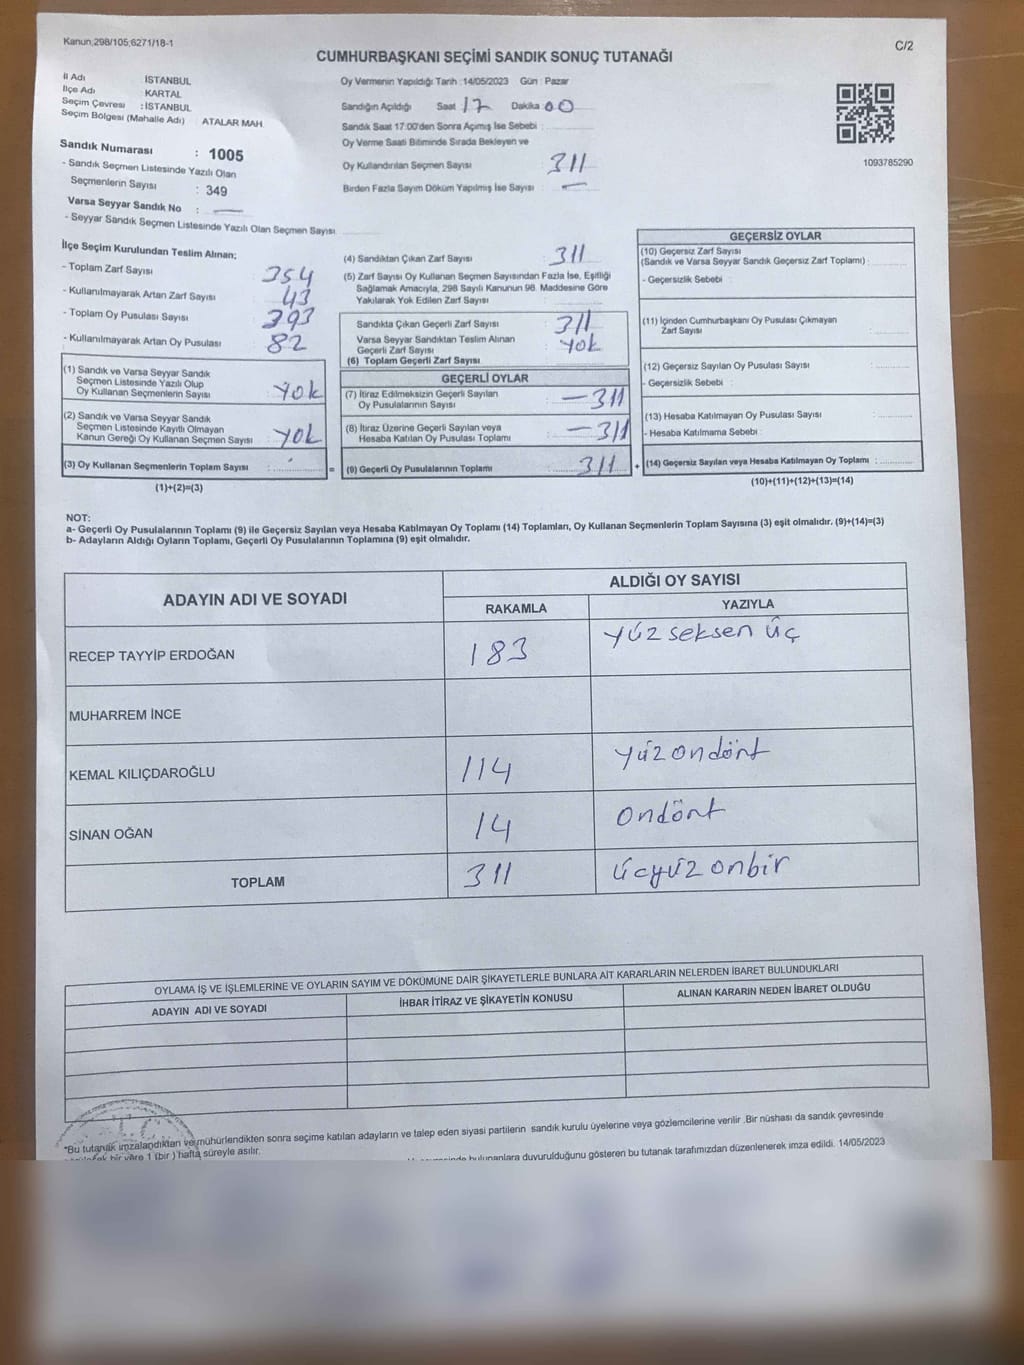 Kanun 298/105;6271/18-1
C/2
CUMHURBAŞKANI SEÇİMİ SANDIK SONUÇ TUTANAĞI
İl Adı İSTANBUL
İlçe Adı KARTAL
Seçim Çevresi : İSTANBUL
Seçim Bölgesi (Mahalle Adı) ATALAR MAH.
Sandık Numarası : 1005
- Sandık Seçmen Listesinde Yazılı Olan
Seçmenlerin Sayısı : 349
Varsa Seyyar Sandık No : —
- Seyyar Sandık Seçmen Listesinde Yazılı Olan Seçmen Sayısı
Oy Vermenin Yapıldığı Tarih :14/05/2023 Gün : Pazar
Sandığın Açıldığı Saat 17 Dakika 00
Sandık Saat 17:00'den Sonra Açımış İse Sebebi :
Oy Verme Saati Bitiminde Sırada Bekleyen ve
Oy Kullandırılan Seçmen Sayısı 311
Birden Fazla Sayım Döküm Yapılmış İse Sayısı —
1093785290
İlçe Seçim Kurulundan Teslim Alınan;
- Toplam Zarf Sayısı 354
- Kullanılmayarak Artan Zarf Sayısı 43
- Toplam Oy Pusulası Sayısı 393
- Kullanılmayarak Artan Oy Pusulası 82
(1) Sandık ve Varsa Seyyar Sandık
Seçmen Listesinde Yazılı Olup
Oy Kullanan Seçmenlerin Sayısı : YOK
(2) Sandık ve Varsa Seyyar Sandık
Seçmen Listesinde Kayıtlı Olmayan
Kanun Gereği Oy Kullanan Seçmen Sayısı : YOK
(3) Oy Kullanan Seçmenlerin Toplam Sayısı :
(1)+(2)=(3)
(4) Sandıktan Çıkan Zarf Sayısı 311
(5) Zarf Sayısı Oy Kullanan Seçmen Sayısından Fazla İse, Eşitliği
Sağlamak Amacıyla, 298 Sayılı Kanunun 98. Maddesine Göre
Yakılarak Yok Edilen Zarf Sayısı
Sandıkta Çıkan Geçerli Zarf Sayısı 311
Varsa Seyyar Sandıktan Teslim Alınan
Geçerli Zarf Sayısı YOK
(6) Toplam Geçerli Zarf Sayısı
GEÇERLİ OYLAR
(7) İtiraz Edilmeksizin Geçerli Sayılan
Oy Pusulalarının Sayısı : — 311
(8) İtiraz Üzerine Geçerli Sayılan veya
Hesaba Katılan Oy Pusulası Toplamı : — 311
= (9) Geçerli Oy Pusulalarının Toplamı : 311 +
GEÇERSİZ OYLAR
(10) Geçersiz Zarf Sayısı
(Sandık ve Varsa Seyyar Sandık Geçersiz Zarf Toplamı) :
- Geçersizlik Sebebi :
(11) İçinden Cumhurbaşkanı Oy Pusulası Çıkmayan
Zarf Sayısı
(12) Geçersiz Sayılan Oy Pusulası Sayısı :
- Geçersizlik Sebebi :
(13) Hesaba Katılmayan Oy Pusulası Sayısı :
- Hesaba Katılmama Sebebi :
(14) Geçersiz Sayılan veya Hesaba Katılmayan Oy Toplamı :
(10)+(11)+(12)+(13)=(14)
NOT:
a- Geçerli Oy Pusulalarının Toplamı (9) ile Geçersiz Sayılan veya Hesaba Katılmayan Oy Toplamı (14) Toplamları, Oy Kullanan Seçmenlerin Toplam Sayısına (3) eşit olmalıdır. (9)+(14)=(3)
b- Adayların Aldığı Oyların Toplamı, Geçerli Oy Pusulalarının Toplamına (9) eşit olmalıdır.
ADAYIN ADI VE SOYADI
ALDIĞI OY SAYISI
RAKAMLA YAZIYLA
RECEP TAYYİP ERDOĞAN 183 yüz seksen üç
MUHARREM İNCE
KEMAL KILIÇDAROĞLU 114 yüz on dört
SİNAN OĞAN 14 on dört
TOPLAM 311 Üçyüz onbir
OYLAMA İŞ VE İŞLEMLERİNE VE OYLARIN SAYIM VE DÖKÜMÜNE DAİR ŞİKAYETLERLE BUNLARA AİT KARARLARIN NELERDEN İBARET BULUNDUKLARI
ADAYIN ADI VE SOYADI İHBAR İTİRAZ VE ŞİKAYETİN KONUSU ALINAN KARARIN NEDEN İBARET OLDUĞU
T.C.
*Bu tutanak imzalandıktan ve mühürlendikten sonra seçime katılan adayların ve talep eden siyasi partilerin sandık kurulu üyelerine veya gözlemcilerine verilir .Bir nüshası da sandık çevresinde
bir yere 1 (bir ) hafta süreyle asılır.
bulunanlara duyurulduğunu gösteren bu tutanak tarafımızdan düzenlenerek imza edildi. 14/05/2023